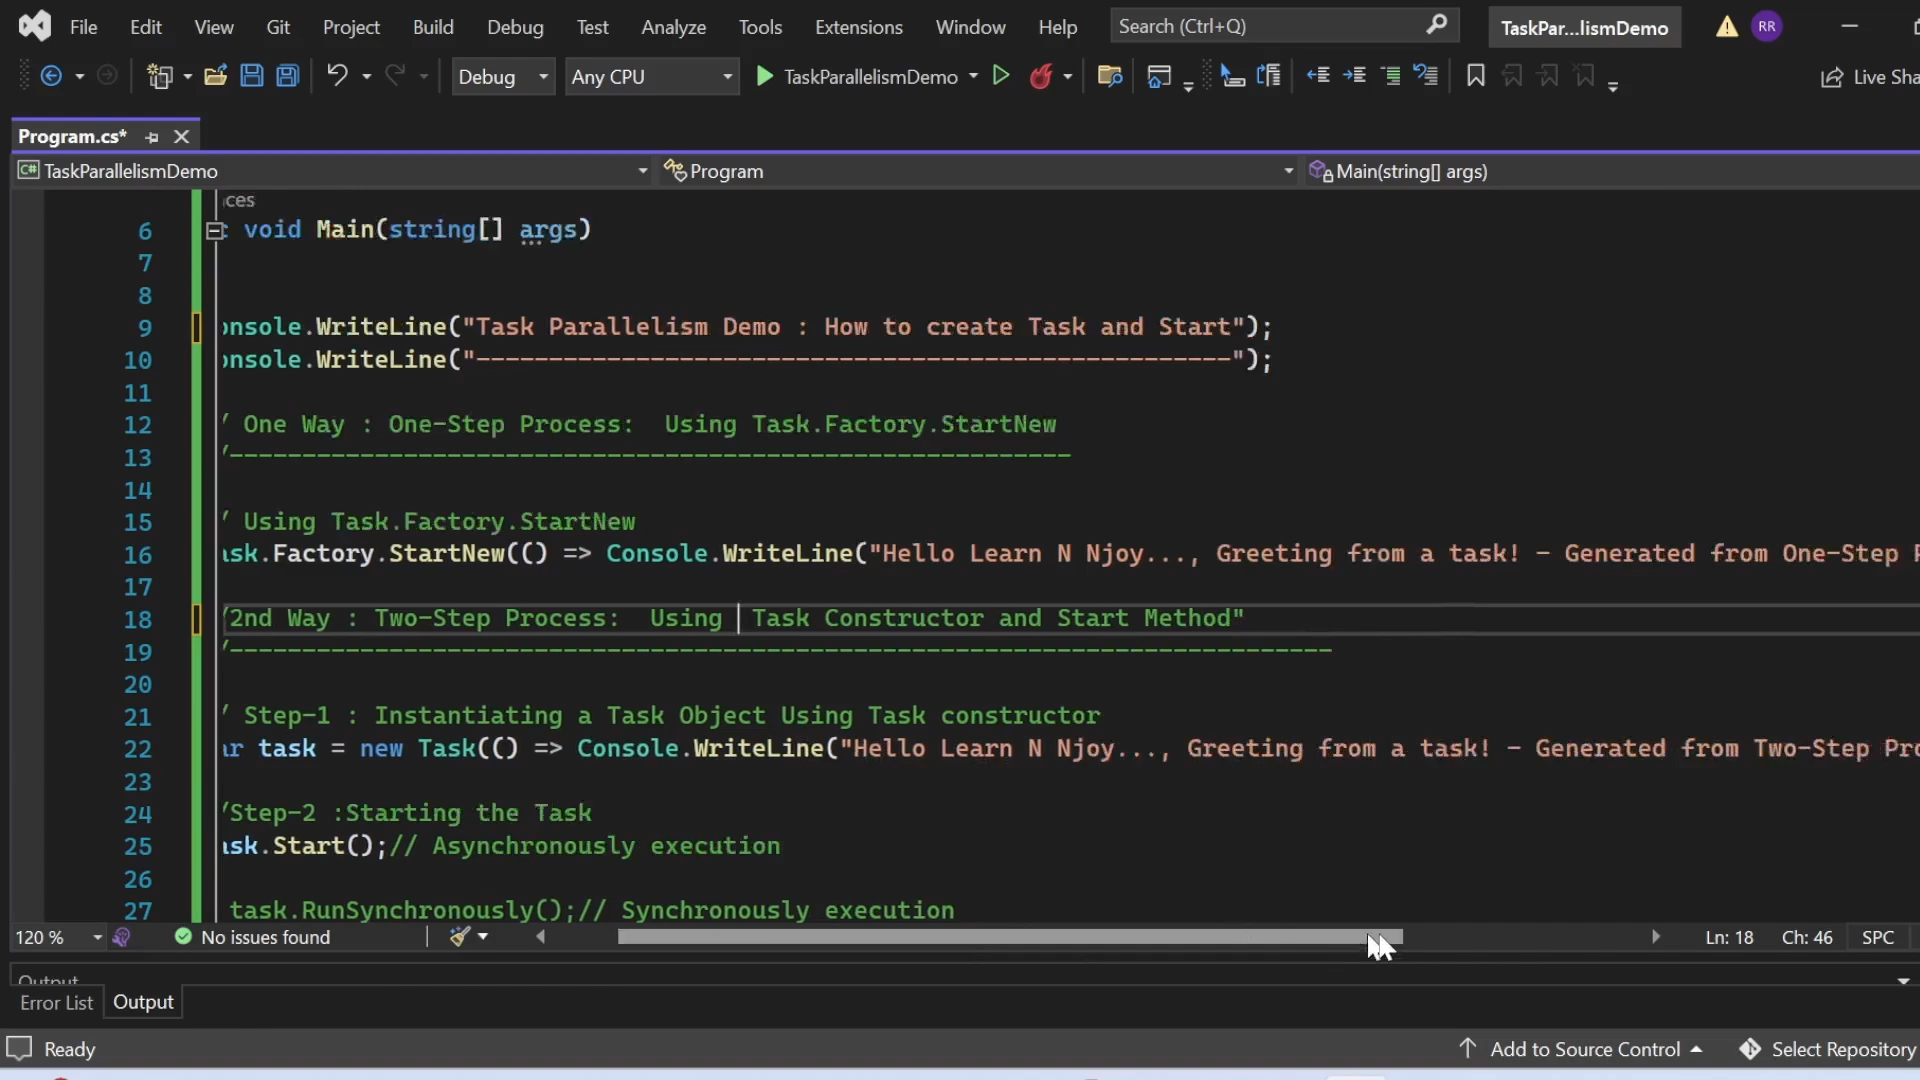 File Edit View Git Project Build Debug Test Analyze Tools Extensions Window Help Search (Ctrl+Q) TaskPar...lismDemo RR
Debug Any CPU TaskParallelismDemo Live Sha
Program.cs*
C# TaskParallelismDemo Program Main(string[] args)
ces
6 : void Main(string[] args)
7
8
9 onsole.WriteLine("Task Parallelism Demo : How to create Task and Start");
10 onsole.WriteLine("----------------------------------------------------");
11
12 / One Way : One-Step Process:  Using Task.Factory.StartNew
13 /----------------------------------------------------------
14
15 / Using Task.Factory.StartNew
16 ask.Factory.StartNew(() => Console.WriteLine("Hello Learn N Njoy..., Greeting from a task! - Generated from One-Step P
17
18 /2nd Way : Two-Step Process:  Using  Task Constructor and Start Method"
19 /----------------------------------------------------------------------------
20
21 / Step-1 : Instantiating a Task Object Using Task constructor
22 ar task = new Task(() => Console.WriteLine("Hello Learn N Njoy..., Greeting from a task! - Generated from Two-Step Pro
23
24 /Step-2 :Starting the Task
25 ask.Start();// Asynchronously execution
26
27 task.RunSynchronously();// Synchronously execution
120 % No issues found Ln: 18 Ch: 46 SPC
Output
Error List Output
Ready Add to Source Control Select Repository